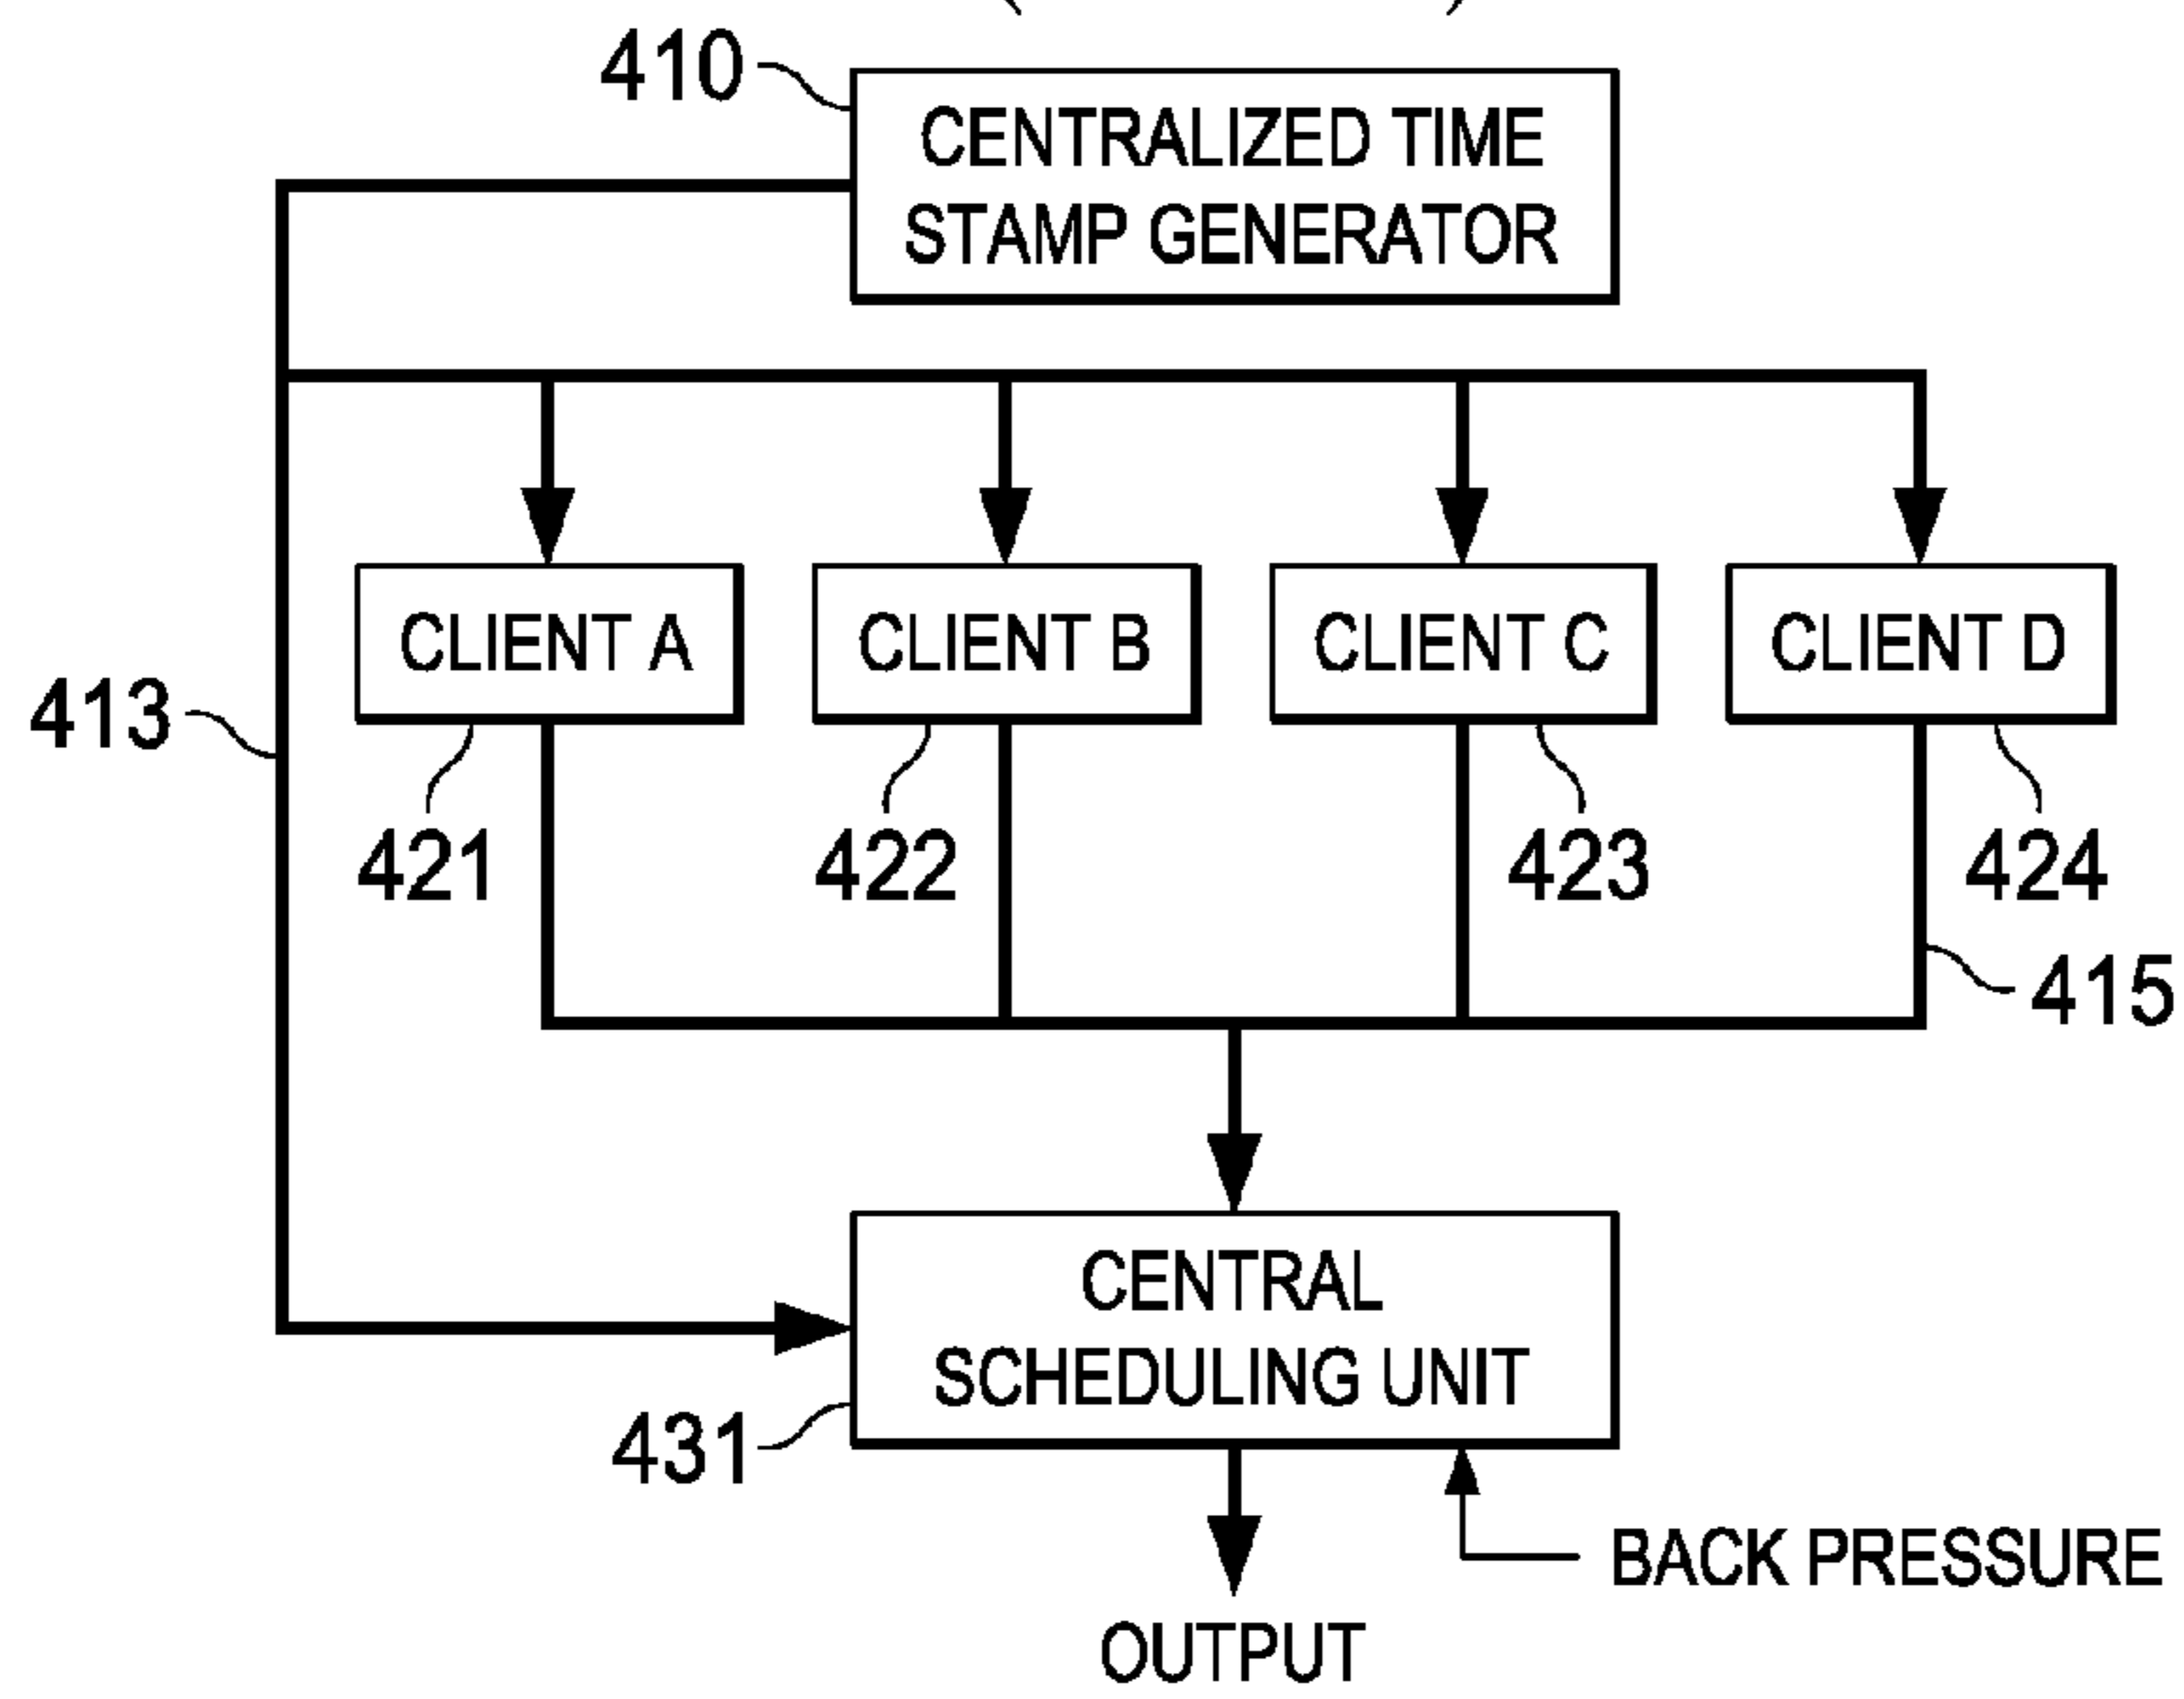 410
CENTRALIZED TIME
STAMP GENERATOR
CLIENT A
CLIENT B
CLIENT C
CLIENT D
413
421
422
423
424
415
CENTRAL
SCHEDULING UNIT
431
BACK PRESSURE
OUTPUT